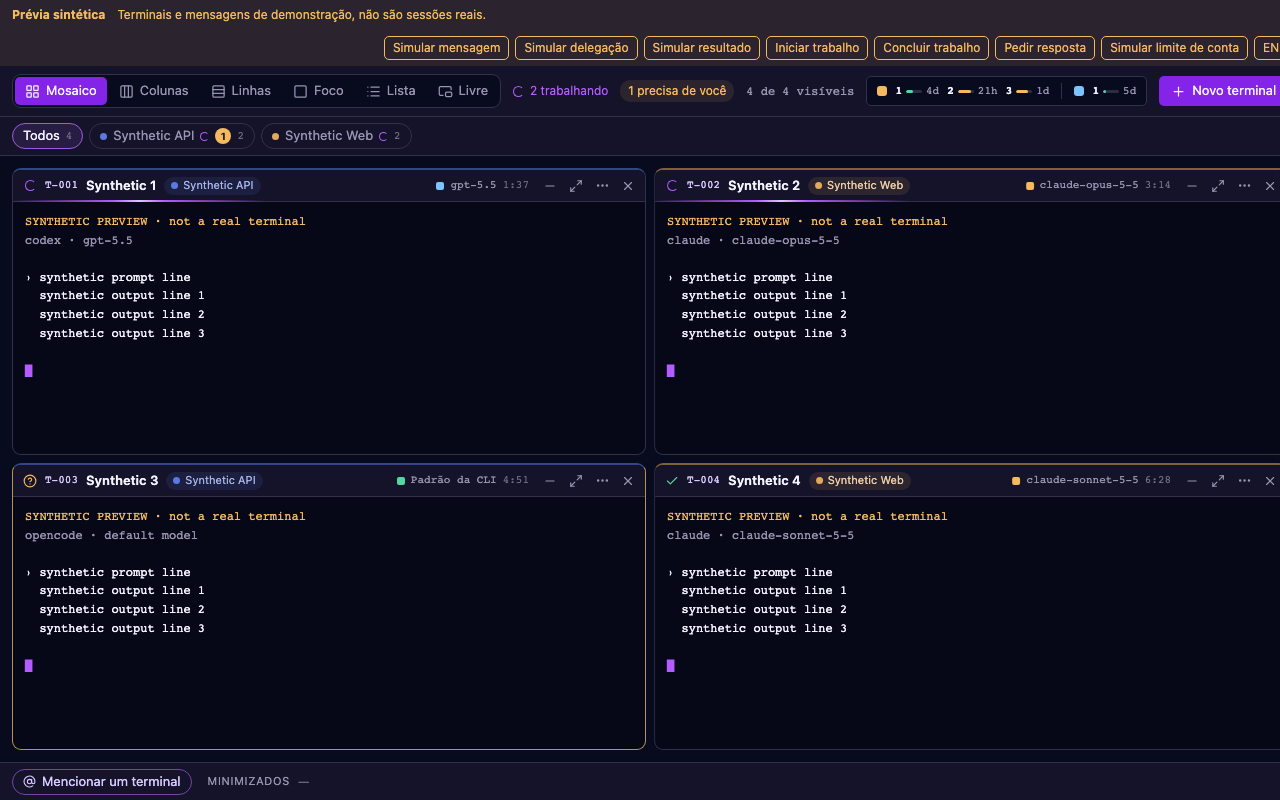 Prévia sintética Terminais e mensagens de demonstração, não são sessões reais.
Simular mensagem Simular delegação Simular resultado Iniciar trabalho Concluir trabalho Pedir resposta Simular limite de conta EN
Mosaico Colunas Linhas Foco Lista Livre 2 trabalhando 1 precisa de você 4 de 4 visíveis 1 4d 2 21h 3 1d 1 5d + Novo terminal
Todos 4 Synthetic API 1 2 Synthetic Web 2
T-001 Synthetic 1 Synthetic API gpt-5.5 1:37
SYNTHETIC PREVIEW · not a real terminal
codex · gpt-5.5
› synthetic prompt line
synthetic output line 1
synthetic output line 2
synthetic output line 3
T-002 Synthetic 2 Synthetic Web claude-opus-5-5 3:14
SYNTHETIC PREVIEW · not a real terminal
claude · claude-opus-5-5
› synthetic prompt line
synthetic output line 1
synthetic output line 2
synthetic output line 3
T-003 Synthetic 3 Synthetic API Padrão da CLI 4:51
SYNTHETIC PREVIEW · not a real terminal
opencode · default model
› synthetic prompt line
synthetic output line 1
synthetic output line 2
synthetic output line 3
T-004 Synthetic 4 Synthetic Web claude-sonnet-5-5 6:28
SYNTHETIC PREVIEW · not a real terminal
claude · claude-sonnet-5-5
› synthetic prompt line
synthetic output line 1
synthetic output line 2
synthetic output line 3
@ Mencionar um terminal MINIMIZADOS —